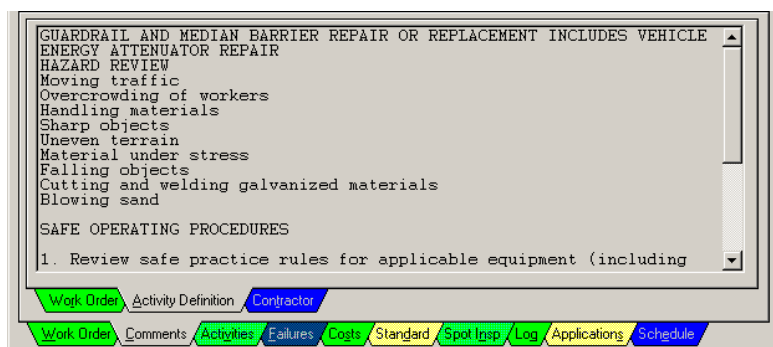 GUARDRAIL AND MEDIAN BARRIER REPAIR OR REPLACEMENT INCLUDES VEHICLE
ENERGY ATTENUATOR REPAIR
HAZARD REVIEW
Moving traffic
Overcrowding of workers
Handling materials
Sharp objects
Uneven terrain
Material under stress
Falling objects
Cutting and welding galvanized materials
Blowing sand
SAFE OPERATING PROCEDURES
1. Review safe practice rules for applicable equipment (including
Work Order Activity Definition Contractor
Work Order Comments Activities Failures Costs Standard Spot Insp Log Applications Schedule